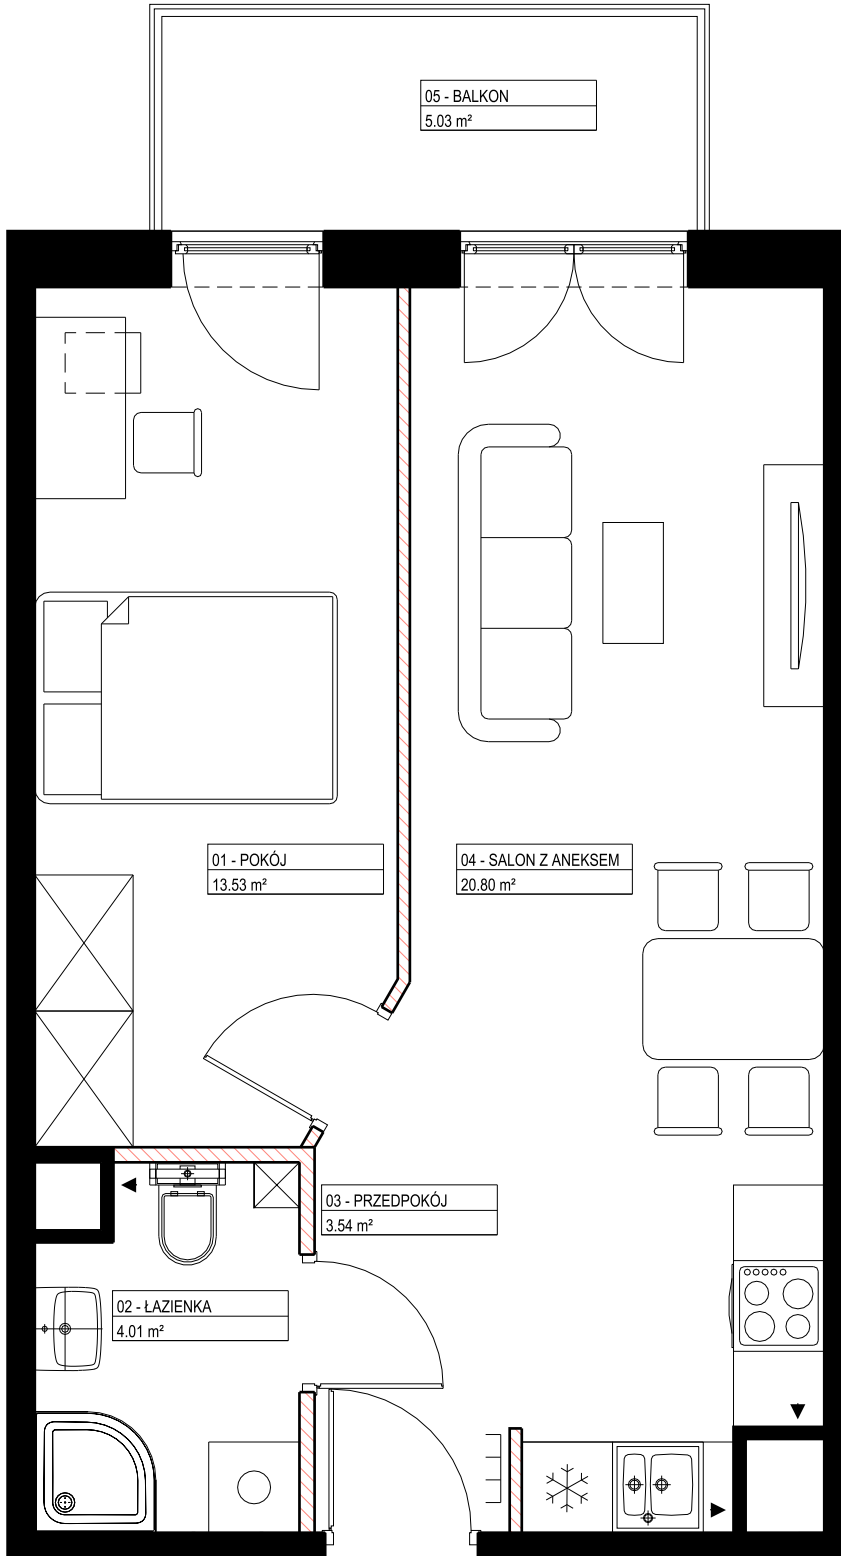 05 - BALKON
5.03 m²
01 - POKÓJ
13.53 m²
04 - SALON Z ANEKSEM
20.80 m²
03 - PRZEDPOKÓJ
3.54 m²
02 - ŁAZIENKA
4.01 m²